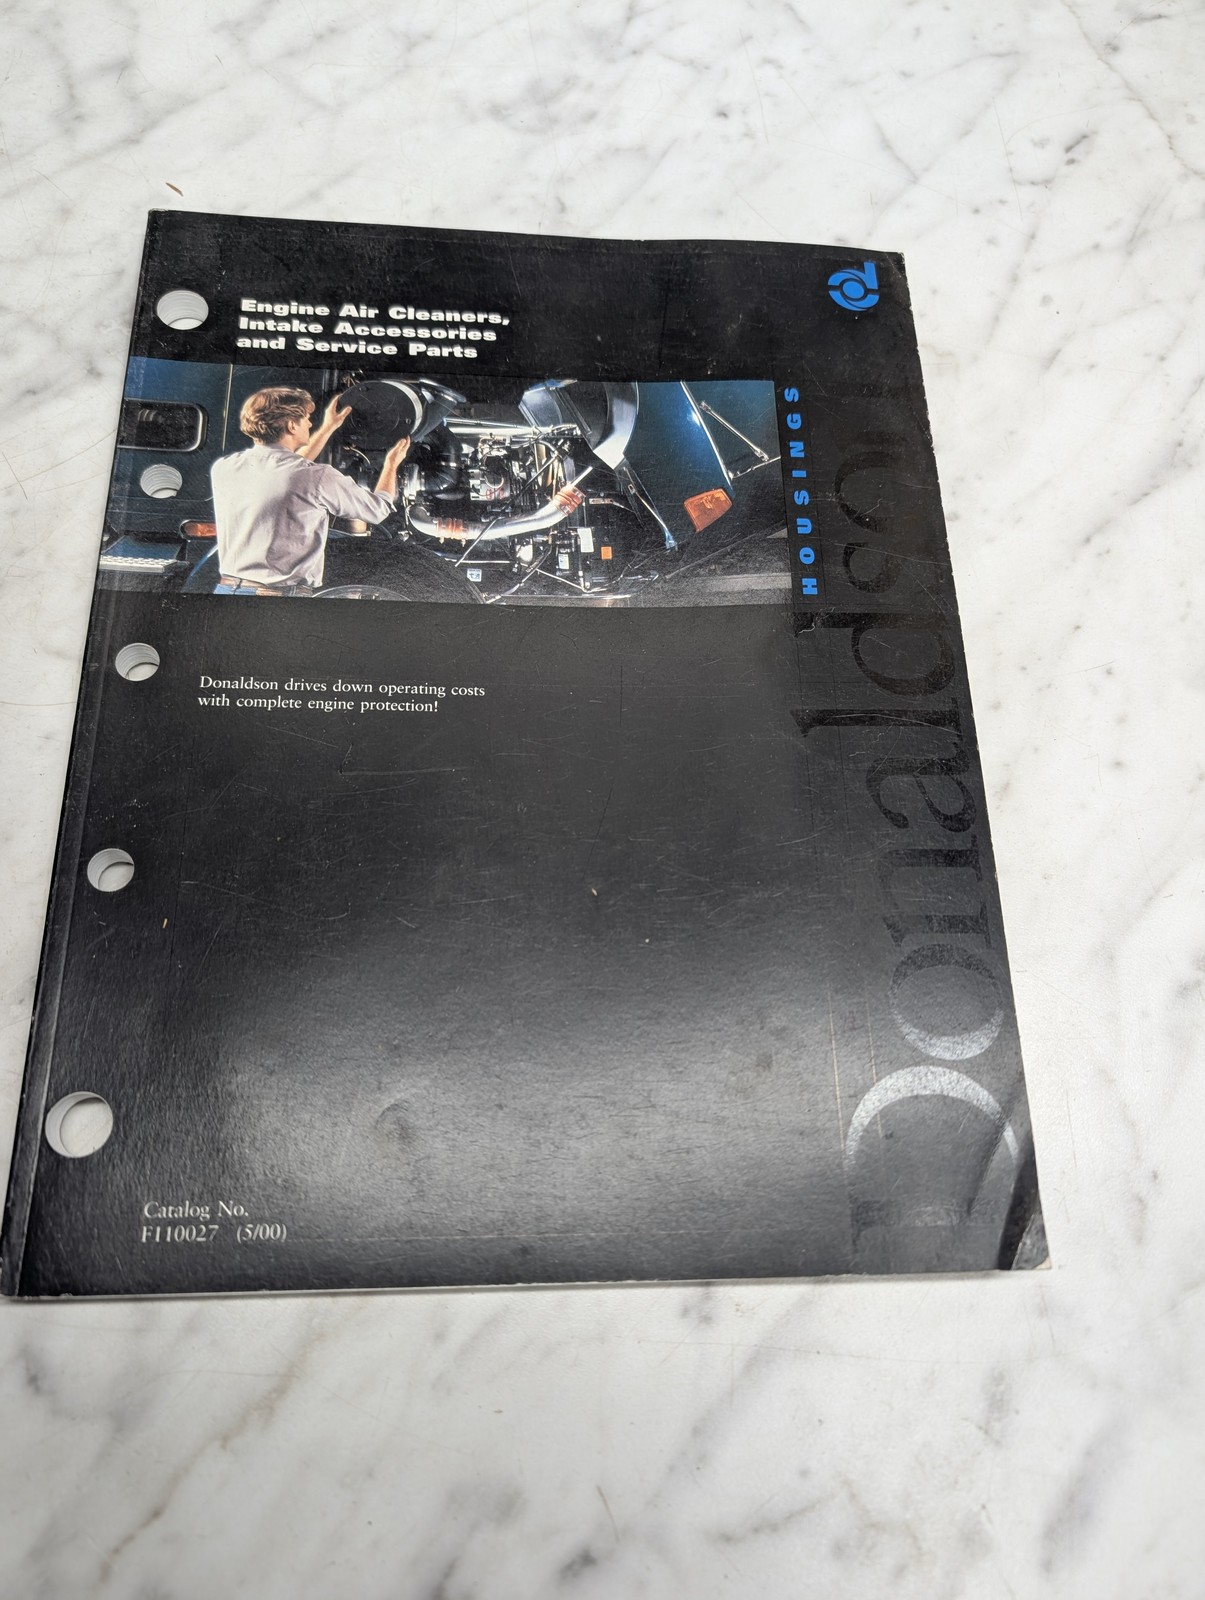 Engine Air Cleaners,
Intake Accessories
and Service Parts
HOUSINGS
Donaldson drives down operating costs
with complete engine protection!
Donaldson
Catalog No.
F110027 (5/00)